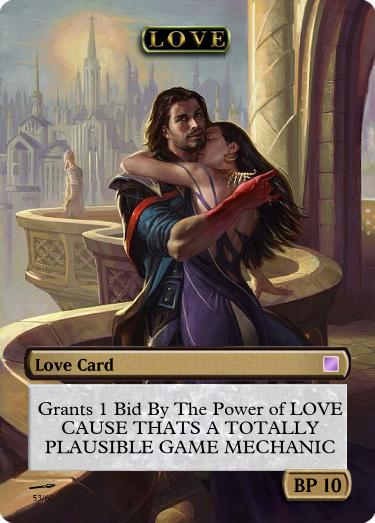 LOVE
Love Card
Grants 1 Bid By The Power of LOVE
CAUSE THATS A TOTALLY
PLAUSIBLE GAME MECHANIC
BP 10
53/60